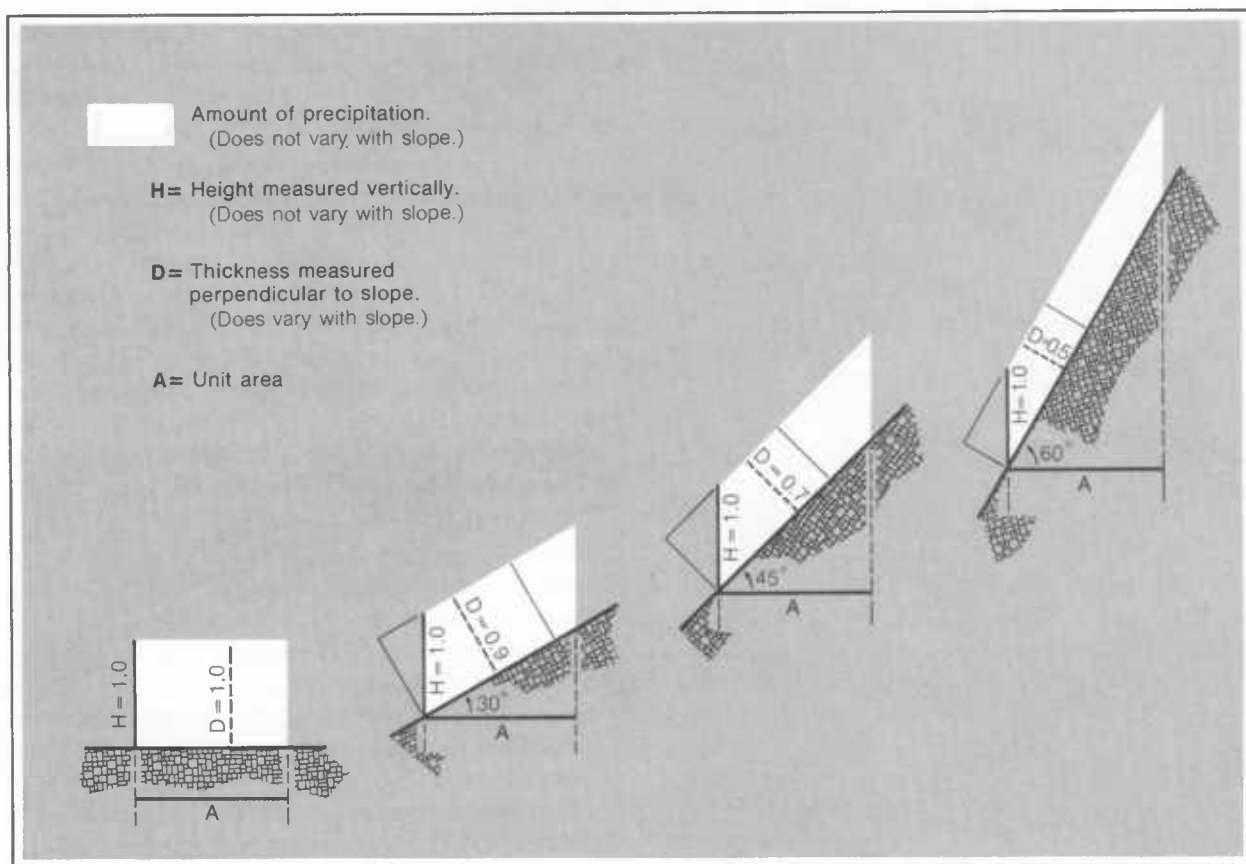 Amount of precipitation.
(Does not vary with slope.)
H= Height measured vertically.
(Does not vary with slope.)
D= Thickness measured
perpendicular to slope.
(Does vary with slope.)
A= Unit area
H = 1.0
D = 1.0
A
H = 1.0
D = 0.9
30°
A
H = 1.0
D = 0.7
45°
A
H = 1.0
D=0.5
60°
A